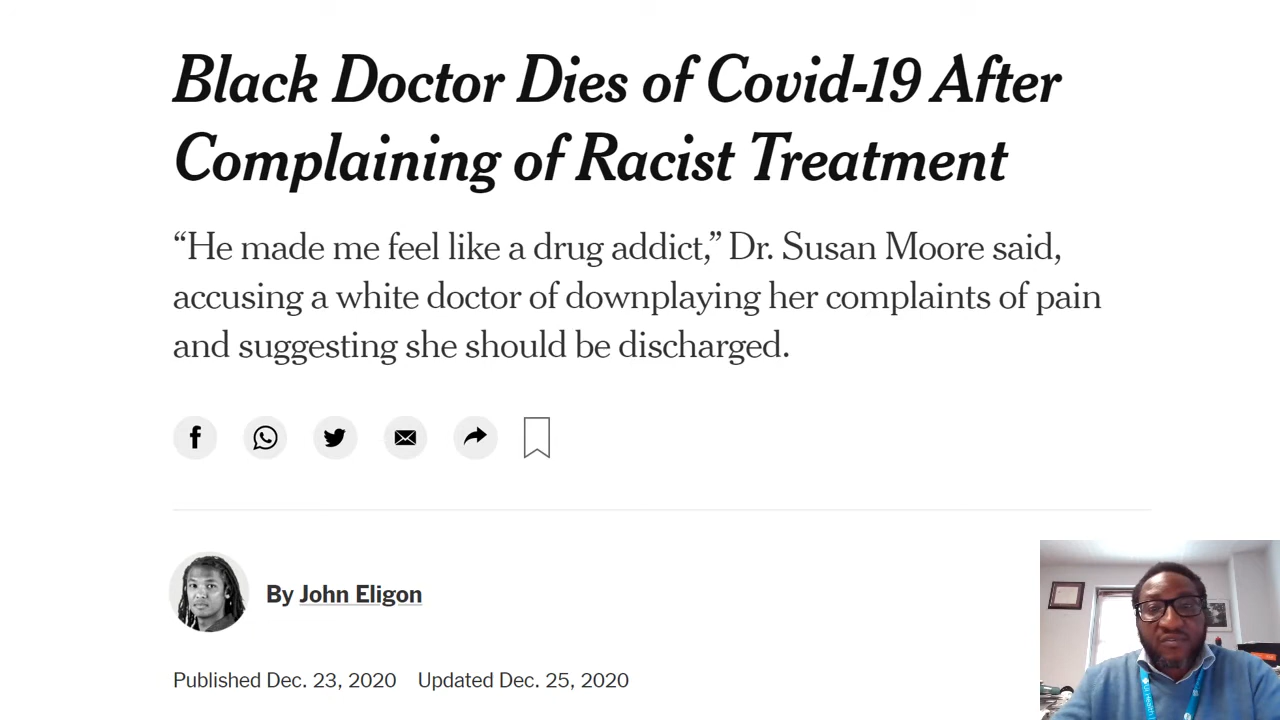 Black Doctor Dies of Covid-19 After
Complaining of Racist Treatment
“He made me feel like a drug addict,” Dr. Susan Moore said,
accusing a white doctor of downplaying her complaints of pain
and suggesting she should be discharged.
By John Eligon
Published Dec. 23, 2020 Updated Dec. 25, 2020